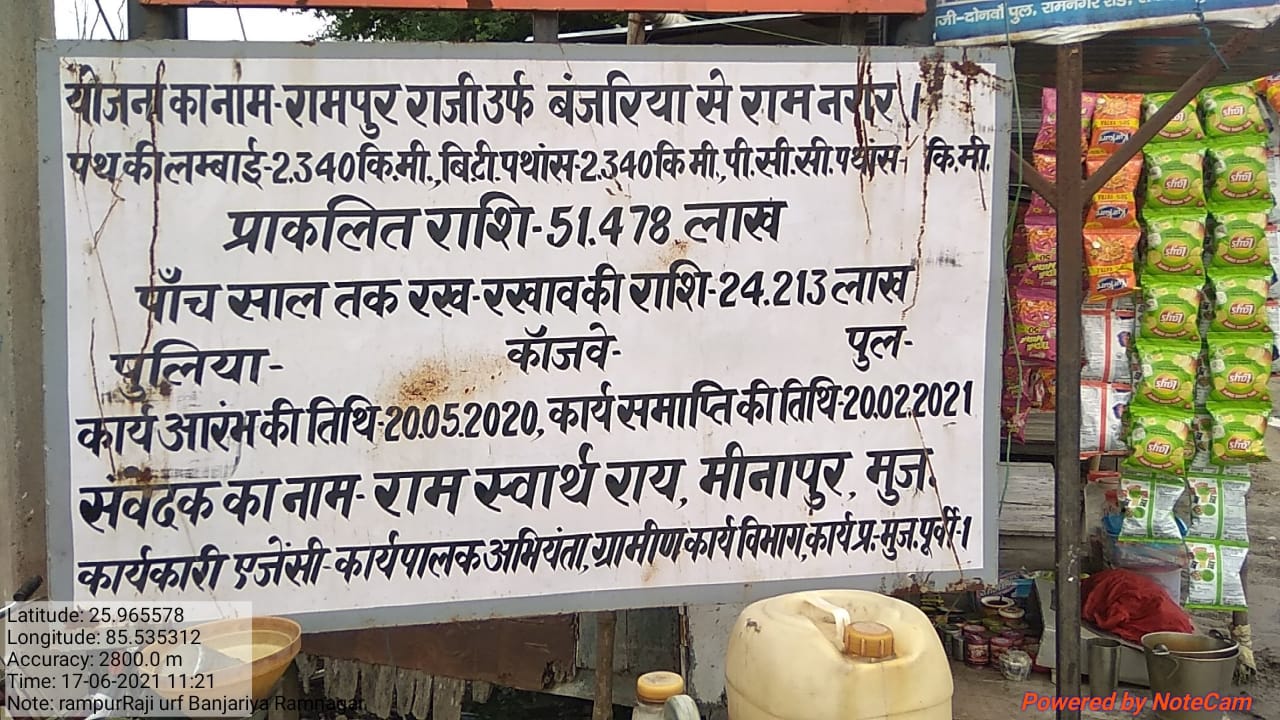 जी-दोनवाँ पुल, रामनगर रोड,
योजना का नाम-रामपुर राजी उर्फ बंजरिया से राम नगर ।
पथ की लम्बाई-2.340 कि.मी., बि.टी. पथांस-2.340 कि मी., पी.सी.सी. पथांस- कि.मी.
प्राकलित राशि-51.478 लाख
पाँच साल तक रख-रखाव की राशि-24.213 लाख
पुलिया- कॉजवे- पुल-
कार्य आरंभ की तिथि-20.05.2020, कार्य समाप्ति की तिथि-20.02.2021
संवेदक का नाम- राम स्वार्थ राय, मीनापुर, मुज.
कार्यकारी एजेंसी-कार्यपालक अभियंता, ग्रामीण कार्य विभाग, कार्य प्र.-मुज. पूर्वी-1
Latitude: 25.965578
Longitude: 85.535312
Accuracy: 2800.0 m
Time: 17-06-2021 11:21
Note: rampurRaji urf Banjariya Ramnagar
Powered by NoteCam